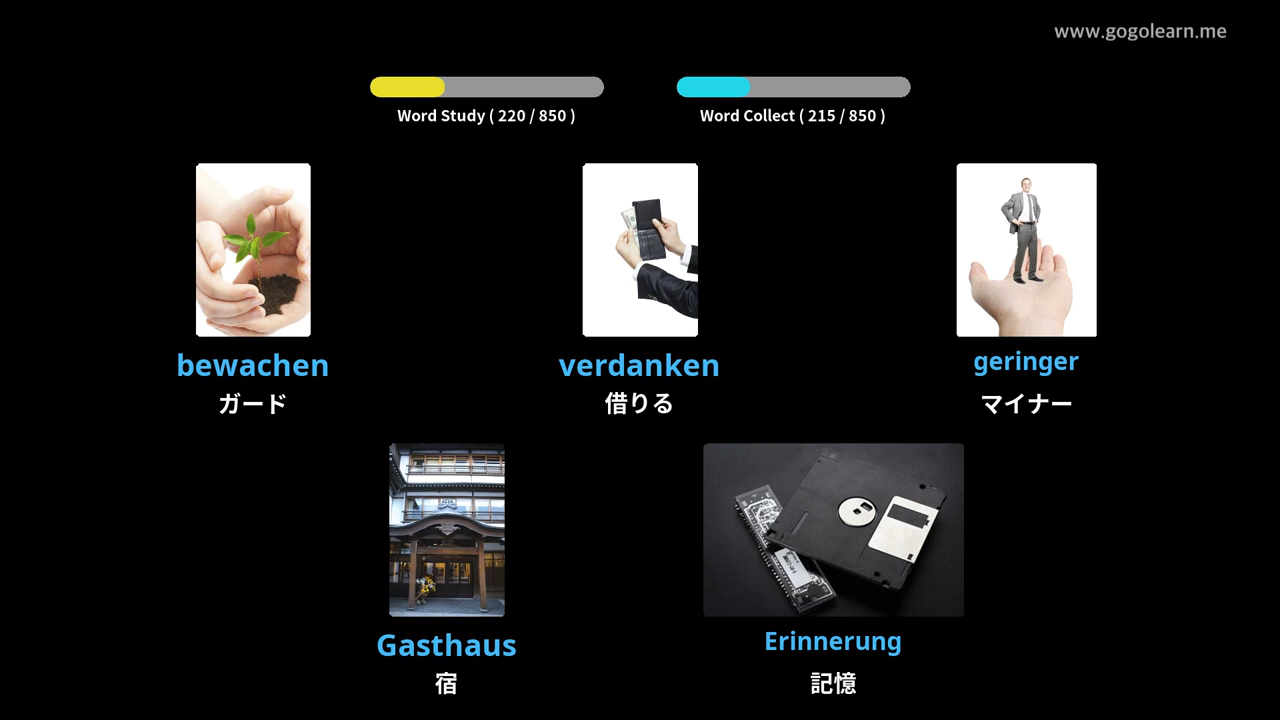 www.gogolearn.me
Word Study ( 220 / 850 )
Word Collect ( 215 / 850 )
bewachen
ガード
verdanken
借りる
geringer
マイナー
Gasthaus
宿
Erinnerung
記憶